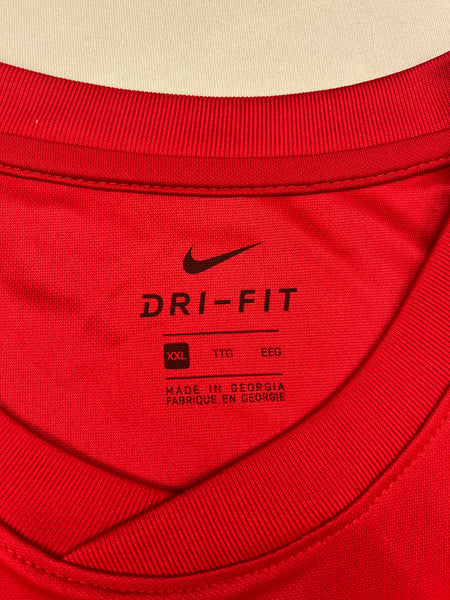 DRI-FIT
XXL TTG EEG
MADE IN GEORGIA
FABRIQUE EN GEORGIE